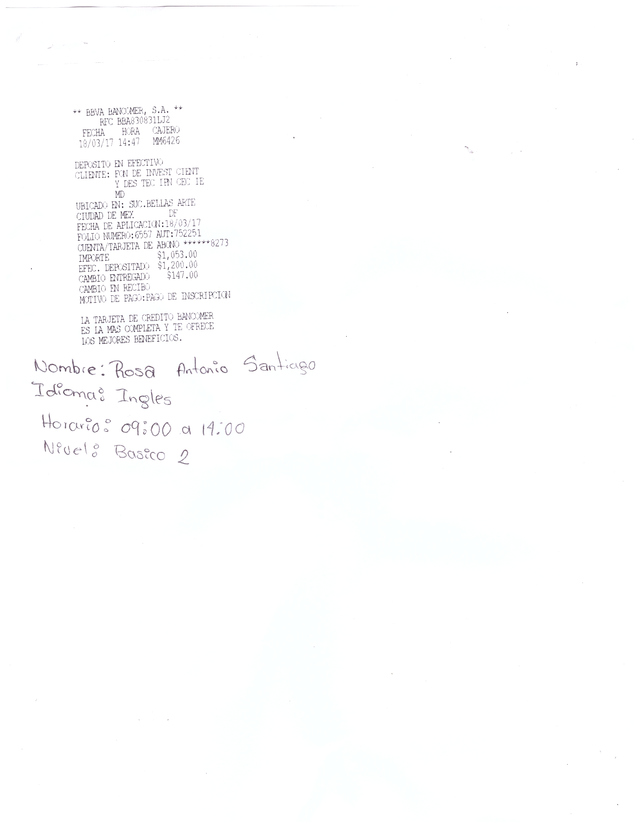 ** BBVA BANCOMER, S.A. **
RFC BBA830831LJ2
FECHA HORA CAJERO
18/03/17 14:47 MM6426
DEPOSITO EN EFECTIVO
CLIENTE: FON DE INVEST CIENT
Y DES TEC IPN CEC IE
MD
UBICADO EN: SUC.BELLAS ARTE
CIUDAD DE MEX DF
FECHA DE APLICACION:18/03/17
FOLIO NUMERO:6557 AUT:752251
CUENTA/TARJETA DE ABONO ******8273
IMPORTE $1,053.00
EFEC. DEPOSITADO $1,200.00
CAMBIO ENTREGADO $147.00
CAMBIO EN RECIBO
MOTIVO DE PAGO:PAGO DE INSCRIPCION
LA TARJETA DE CREDITO BANCOMER
ES LA MAS COMPLETA Y TE OFRECE
LOS MEJORES BENEFICIOS.
Nombre: Rosa Antonio Santiago
Idioma: Ingles
Horario: 09:00 a 14:00
Nivel: Basico 2